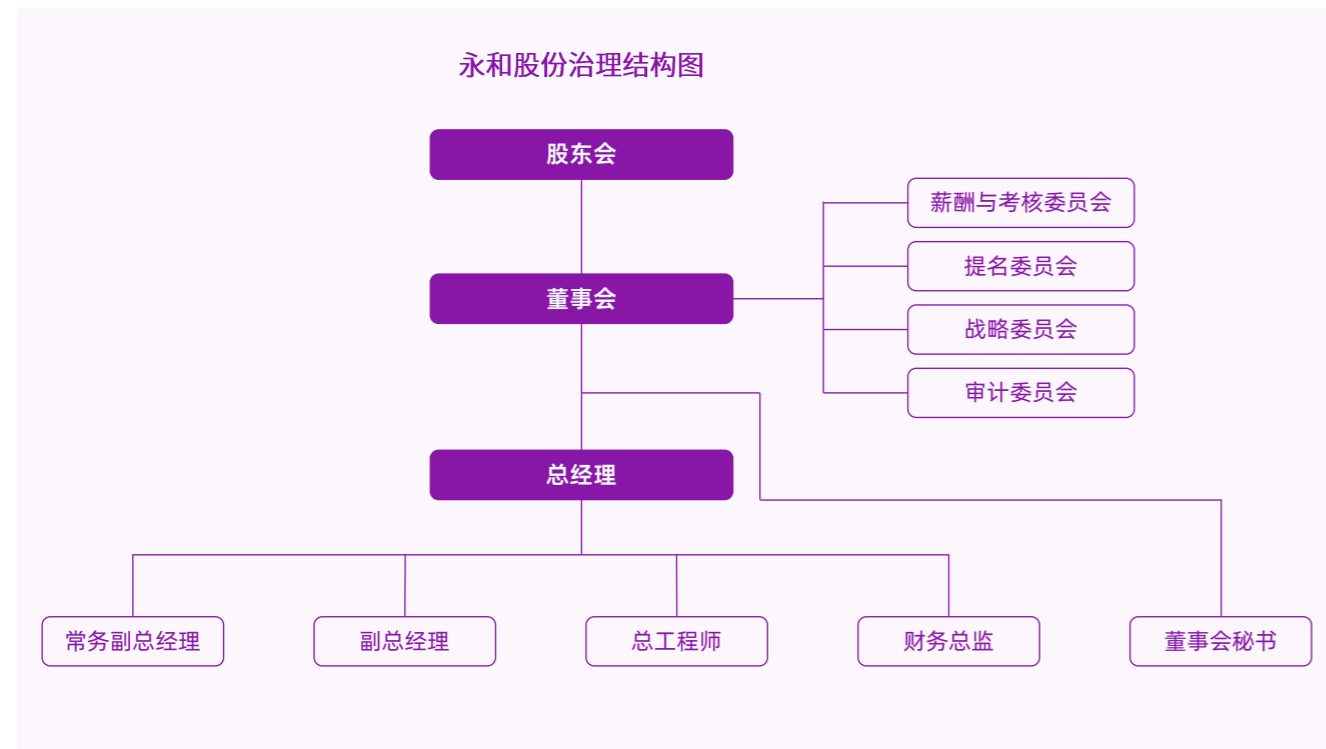 永和股份治理结构图
股东会
薪酬与考核委员会
提名委员会
董事会
战略委员会
审计委员会
总经理
常务副总经理
副总经理
总工程师
财务总监
董事会秘书